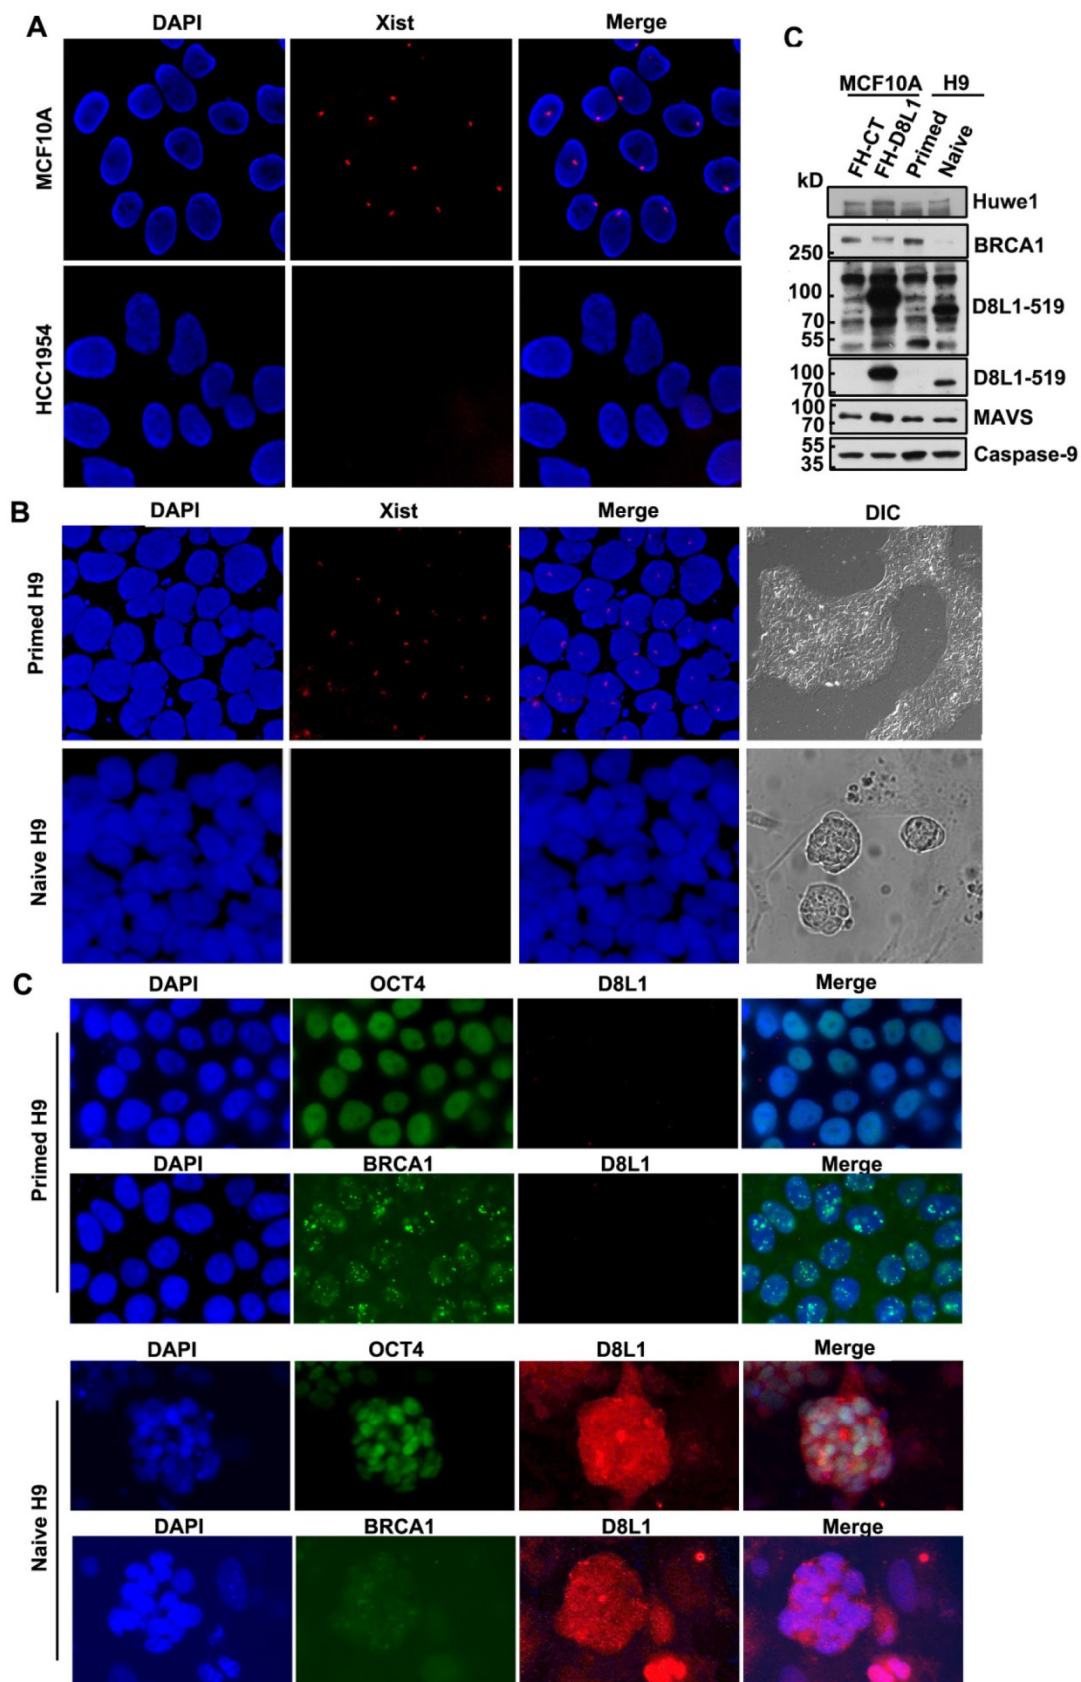 A
DAPI Xist Merge
MCF10A
HCC1954
C
MCF10A H9
FH-CT FH-D8L1 Primed Naive
kD
Huwe1
BRCA1
250
D8L1-519
100
70
55
D8L1-519
100
70
MAVS
100
70
Caspase-9
55
35
B
DAPI Xist Merge DIC
Primed H9
Naive H9
C
DAPI OCT4 D8L1 Merge
Primed H9
DAPI BRCA1 D8L1 Merge
DAPI OCT4 D8L1 Merge
Naive H9
DAPI BRCA1 D8L1 Merge